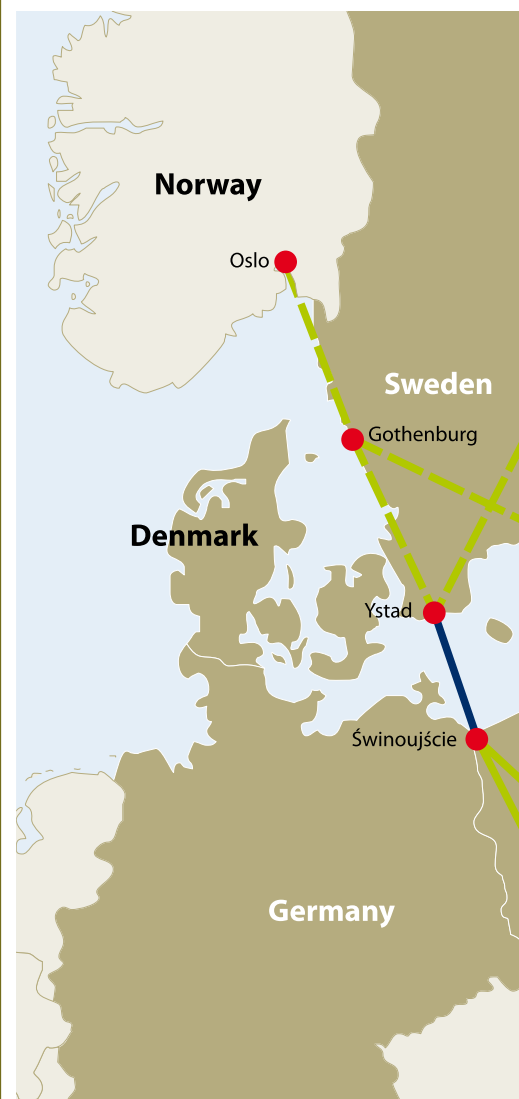 Norway
Oslo
Sweden
Gothenburg
Denmark
Ystad
Świnoujście
Germany